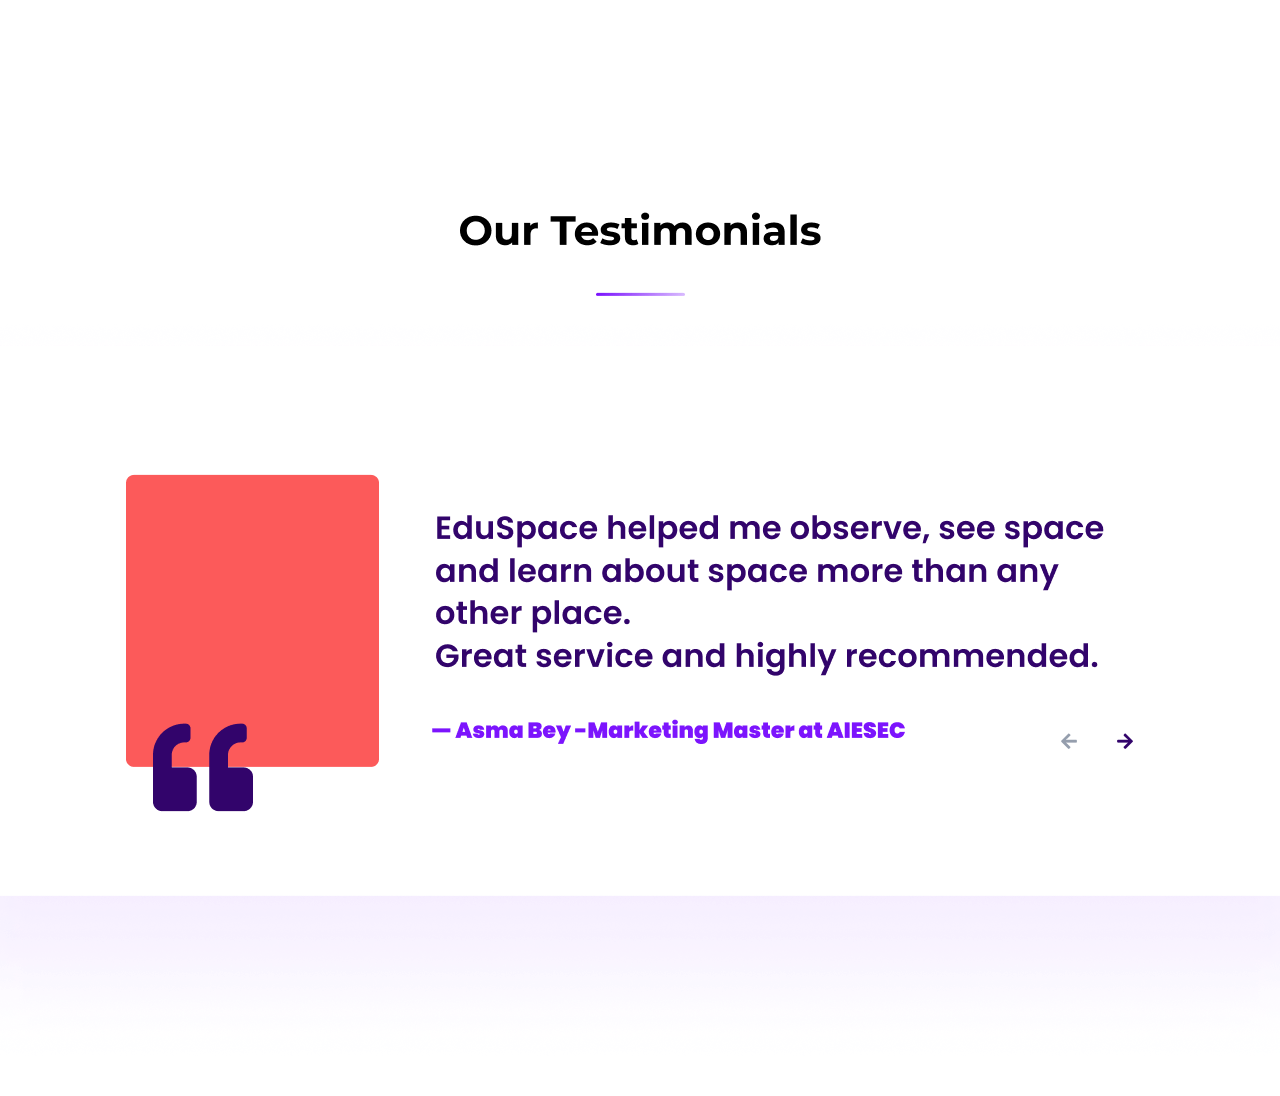 Our Testimonials
EduSpace helped me observe, see space
and learn about space more than any
other place.
Great service and highly recommended.
— Asma Bey -Marketing Master at AIESEC